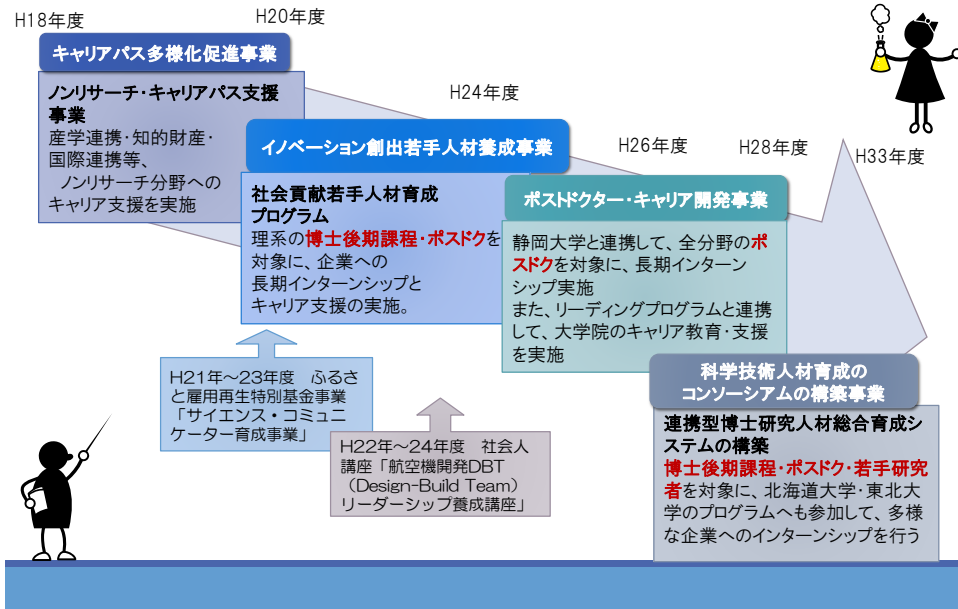 H18年度
H20年度
キャリアパス多様化促進事業
ノンリサーチ・キャリアパス支援
事業
産学連携・知的財産・
国際連携等、
ノンリサーチ分野への
キャリア支援を実施
H24年度
イノベーション創出若手人材養成事業
社会貢献若手人材育成
プログラム
理系の博士後期課程・ポスドクを
対象に、企業への
長期インターンシップと
キャリア支援の実施。
H26年度
H28年度
H33年度
ポストドクター・キャリア開発事業
静岡大学と連携して、全分野のポ
スドクを対象に、長期インターン
シップ実施
また、リーディングプログラムと連携
して、大学院のキャリア教育・支援
を実施
H21年～23年度　ふるさ
と雇用再生特別基金事業
「サイエンス・コミュニ
ケーター育成事業」
H22年～24年度　社会人
講座「航空機開発DBT
（Design-Build Team）
リーダーシップ養成講座」
科学技術人材育成の
コンソーシアムの構築事業
連携型博士研究人材総合育成シ
ステムの構築
博士後期課程・ポスドク・若手研究
者を対象に、北海道大学・東北大
学のプログラムへも参加して、多様
な企業へのインターンシップを行う